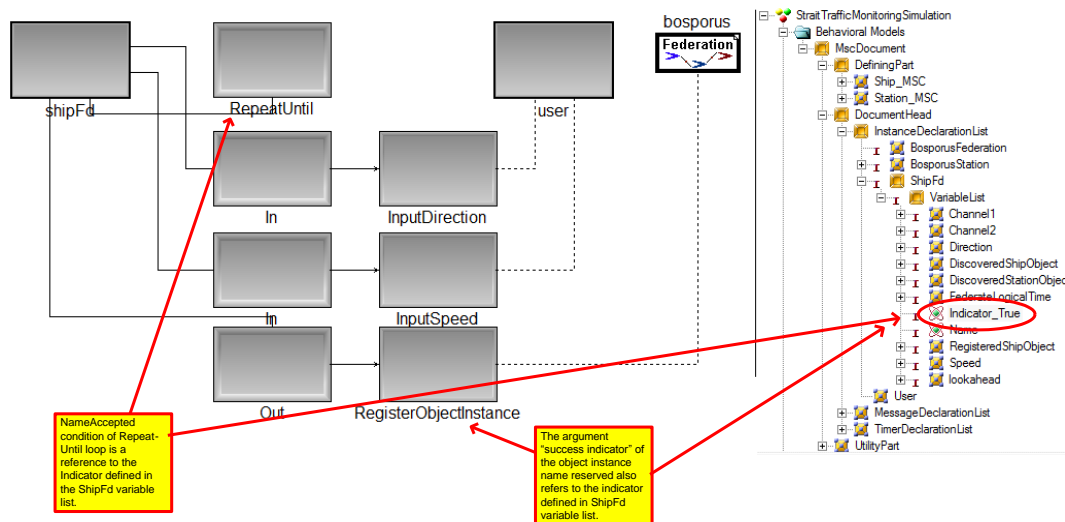 bosporus
Federation
shipFd
RepeatUntil
user
In
InputDirection
In
InputSpeed
Out
RegisterObjectInstance
NameAccepted
condition of Repeat-
Until loop is a
reference to the
Indicator defined in
the ShipFd variable
list.
The argument
“success indicator” of
the object instance
name reserved also
refers to the indicator
defined in ShipFd
variable list.
StraitTrafficMonitoringSimulation
Behavioral Models
MscDocument
DefiningPart
Ship_MSC
Station_MSC
DocumentHead
InstanceDeclarationList
BosporusFederation
BosporusStation
ShipFd
VariableList
Channel1
Channel2
Direction
DiscoveredShipObject
DiscoveredStationObject
FederateLogicalTime
Indicator_True
Name
RegisteredShipObject
Speed
lookahead
User
MessageDeclarationList
TimerDeclarationList
UtilityPart